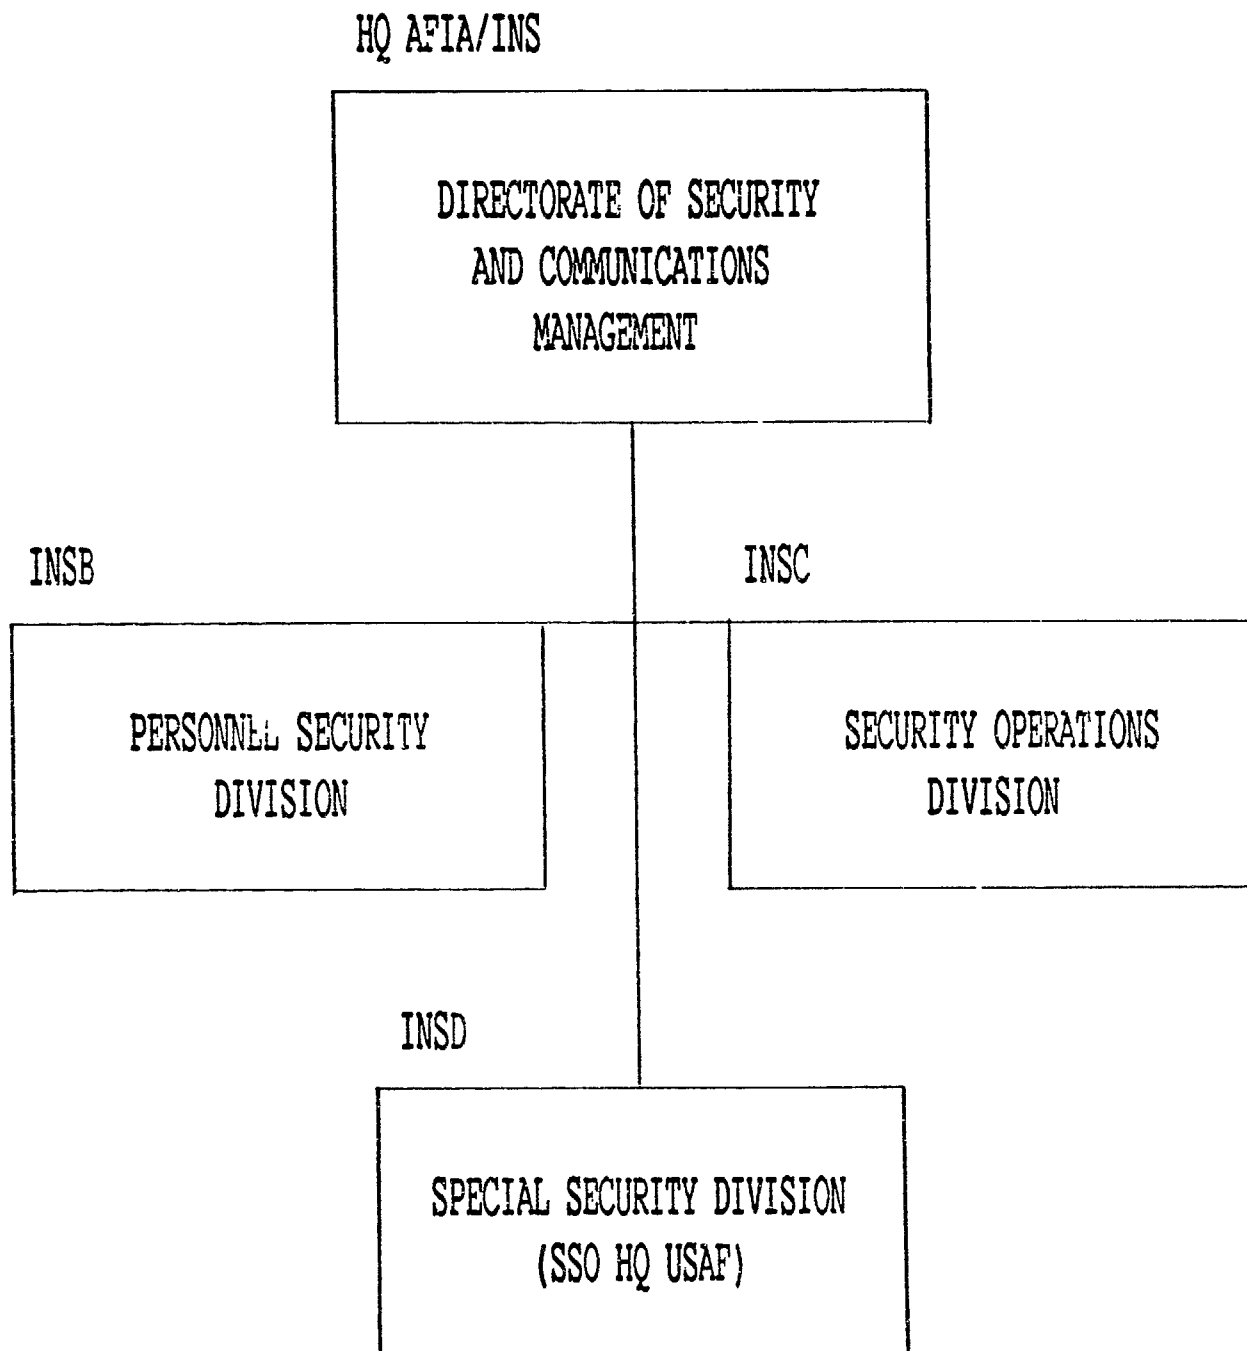 HQ AFIA/INS
DIRECTORATE OF SECURITY
AND COMMUNICATIONS
MANAGEMENT
INSB
INSC
PERSONNEL SECURITY
DIVISION
SECURITY OPERATIONS
DIVISION
INSD
SPECIAL SECURITY DIVISION
(SSO HQ USAF)